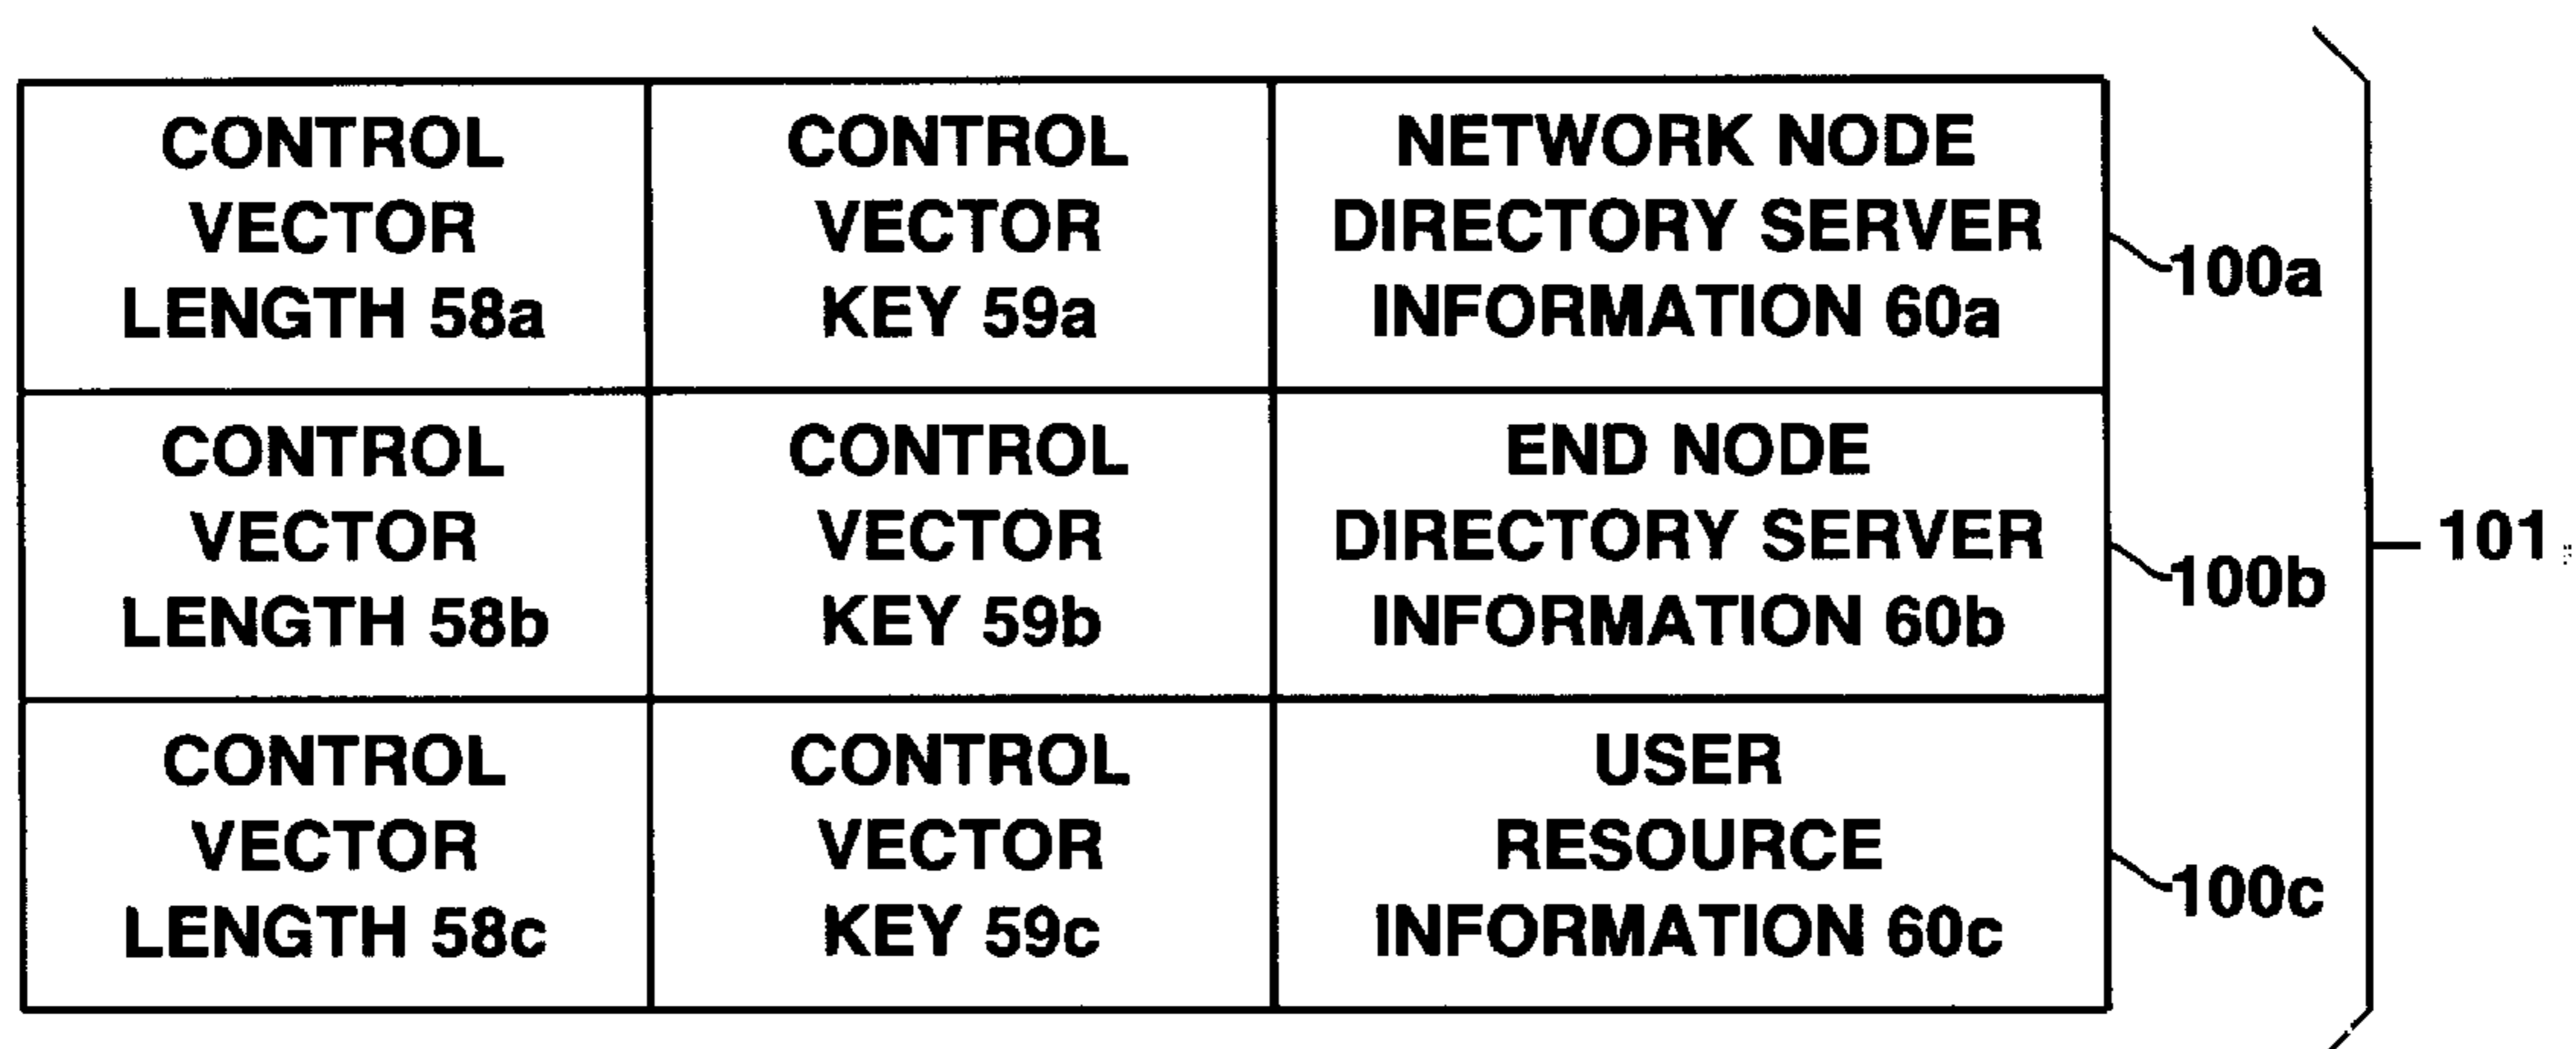 CONTROL
VECTOR
LENGTH 58a
CONTROL
VECTOR
KEY 59a
NETWORK NODE
DIRECTORY SERVER
INFORMATION 60a
100a
CONTROL
VECTOR
LENGTH 58b
CONTROL
VECTOR
KEY 59b
END NODE
DIRECTORY SERVER
INFORMATION 60b
100b
CONTROL
VECTOR
LENGTH 58c
CONTROL
VECTOR
KEY 59c
USER
RESOURCE
INFORMATION 60c
100c
101